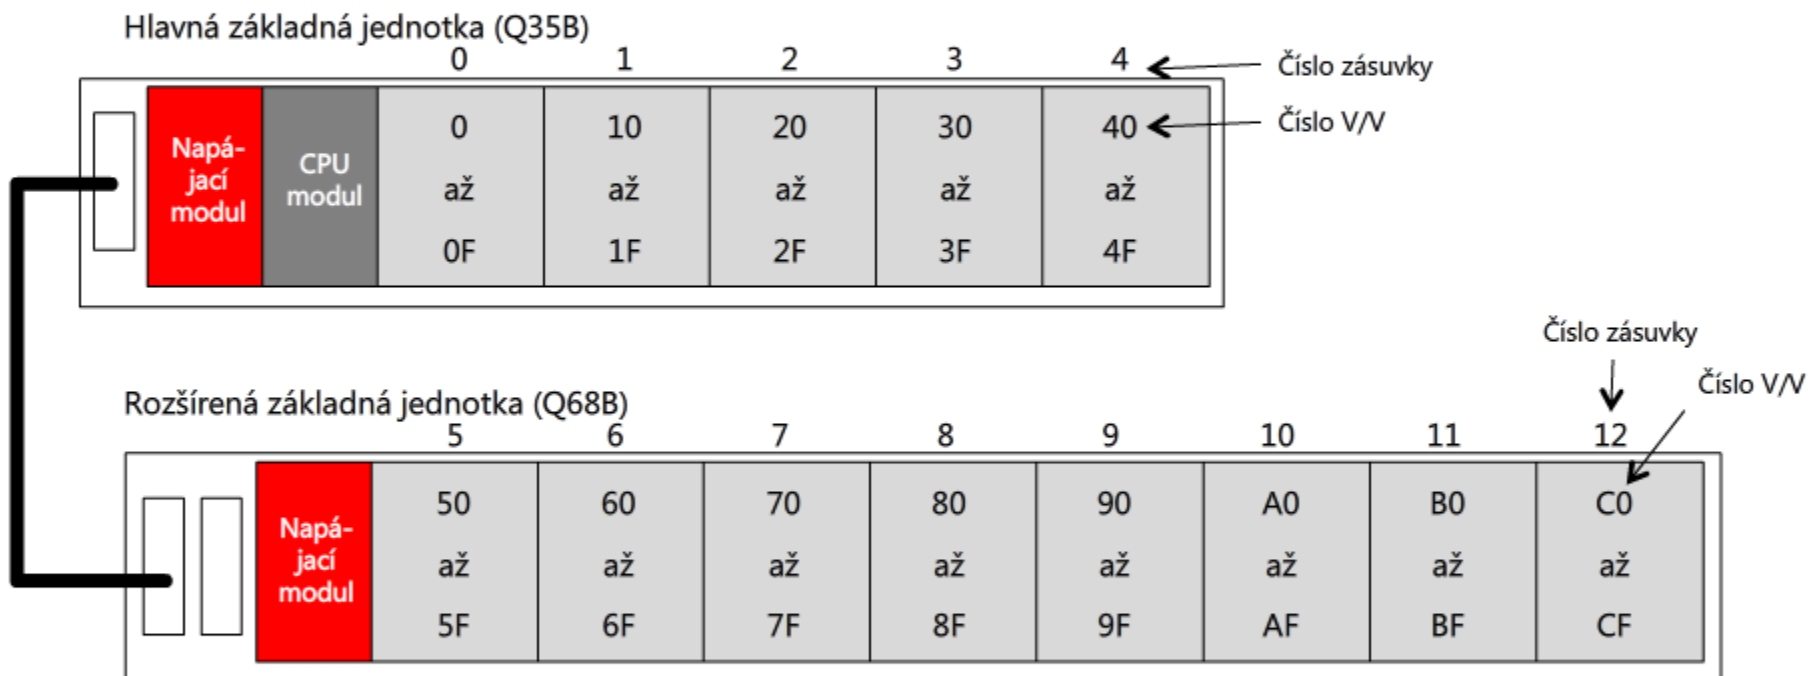 Hlavná základná jednotka (Q35B)
0 1 2 3 4
Číslo zásuvky
Napá-
jací
modul
CPU
modul
0 10 20 30 40
Číslo V/V
až až až až až
0F 1F 2F 3F 4F
Číslo zásuvky
Číslo V/V
Rozšírená základná jednotka (Q68B)
5 6 7 8 9 10 11 12
Napá-
jací
modul
50 60 70 80 90 A0 B0 C0
až až až až až až až až
5F 6F 7F 8F 9F AF BF CF